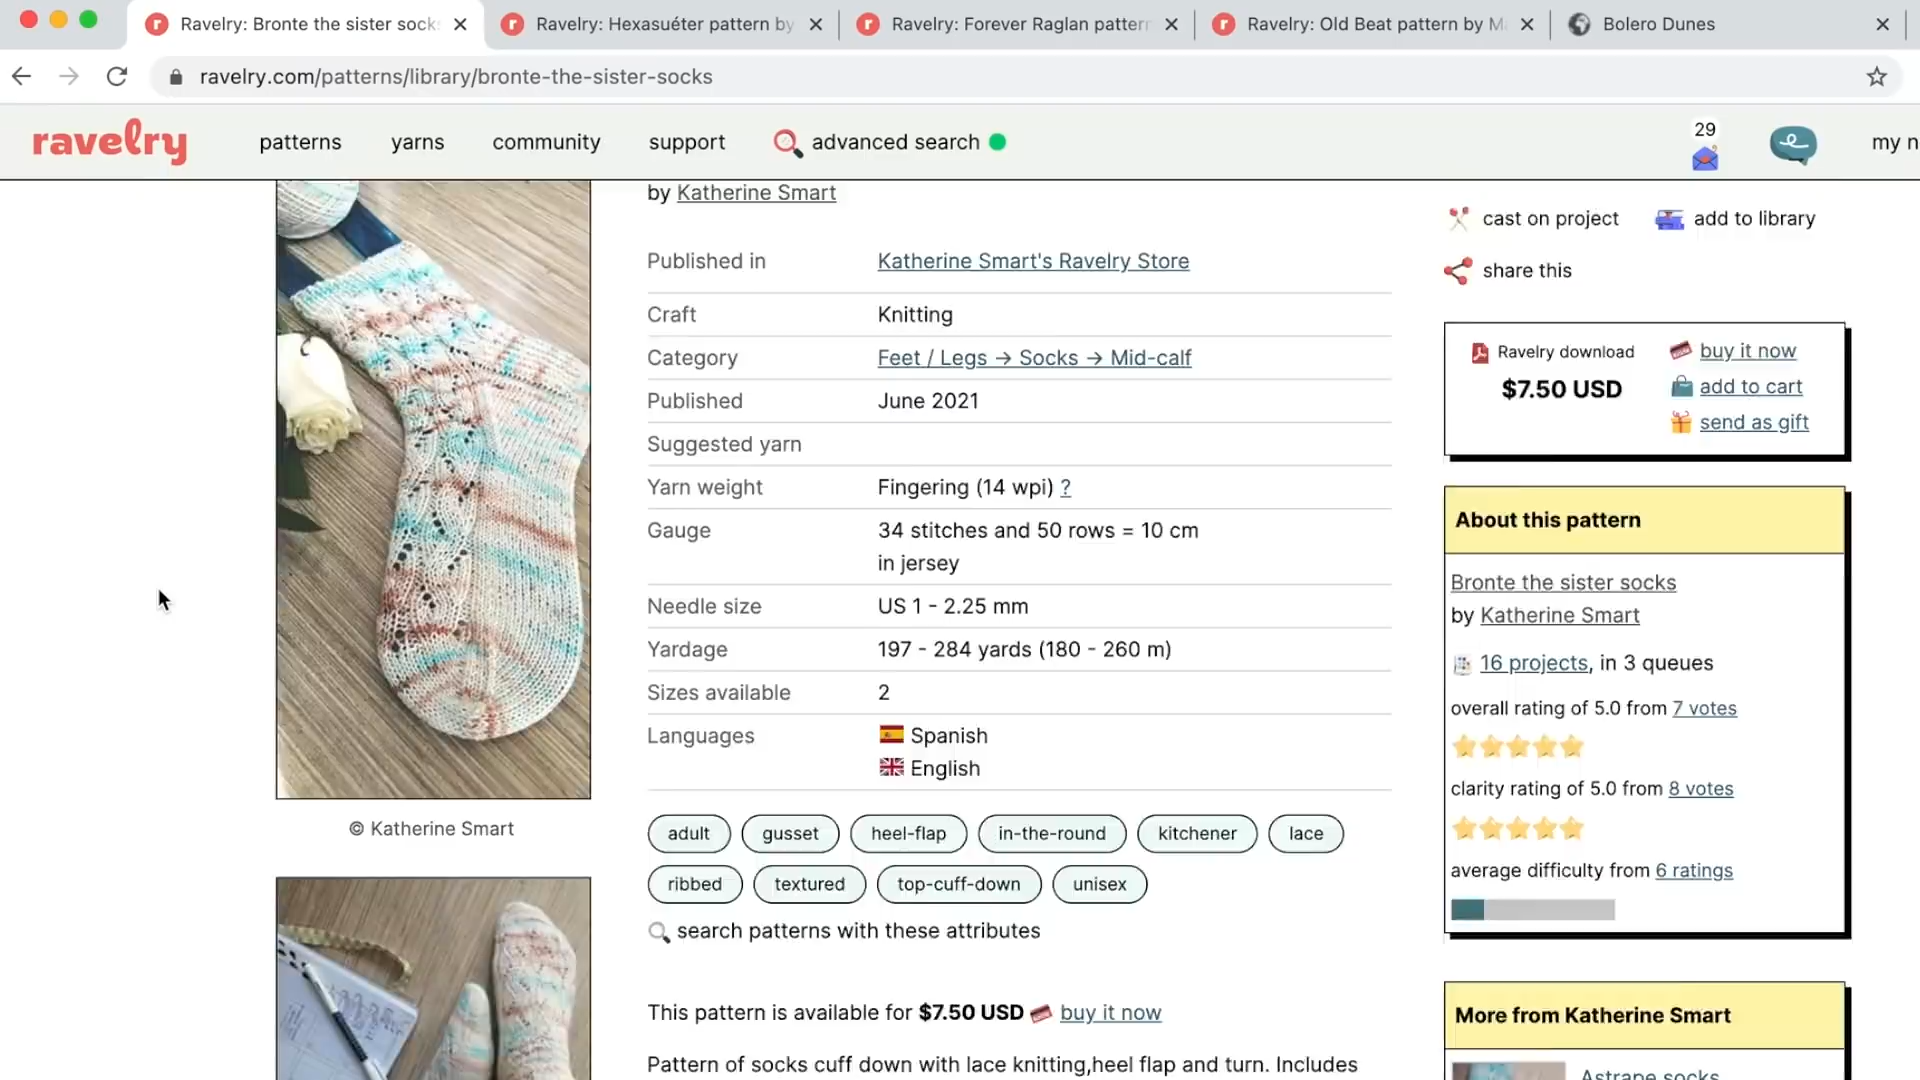 Ravelry: Bronte the sister sock
Ravelry: Hexasuéter pattern by
Ravelry: Forever Raglan pattern
Ravelry: Old Beat pattern by M
Bolero Dunes
ravelry.com/patterns/library/bronte-the-sister-socks
ravelry
patterns
yarns
community
support
advanced search
29
my n
by Katherine Smart
cast on project
add to library
share this
Published in
Katherine Smart's Ravelry Store
Craft
Knitting
Category
Feet / Legs → Socks → Mid-calf
Published
June 2021
Suggested yarn
Yarn weight
Fingering (14 wpi) ?
Gauge
34 stitches and 50 rows = 10 cm
in jersey
Needle size
US 1 - 2.25 mm
Yardage
197 - 284 yards (180 - 260 m)
Sizes available
2
Languages
Spanish
English
© Katherine Smart
adult
gusset
heel-flap
in-the-round
kitchener
lace
ribbed
textured
top-cuff-down
unisex
search patterns with these attributes
This pattern is available for $7.50 USD buy it now
Pattern of socks cuff down with lace knitting,heel flap and turn. Includes
Ravelry download
$7.50 USD
buy it now
add to cart
send as gift
About this pattern
Bronte the sister socks
by Katherine Smart
16 projects, in 3 queues
overall rating of 5.0 from 7 votes
clarity rating of 5.0 from 8 votes
average difficulty from 6 ratings
More from Katherine Smart
Astrape socks